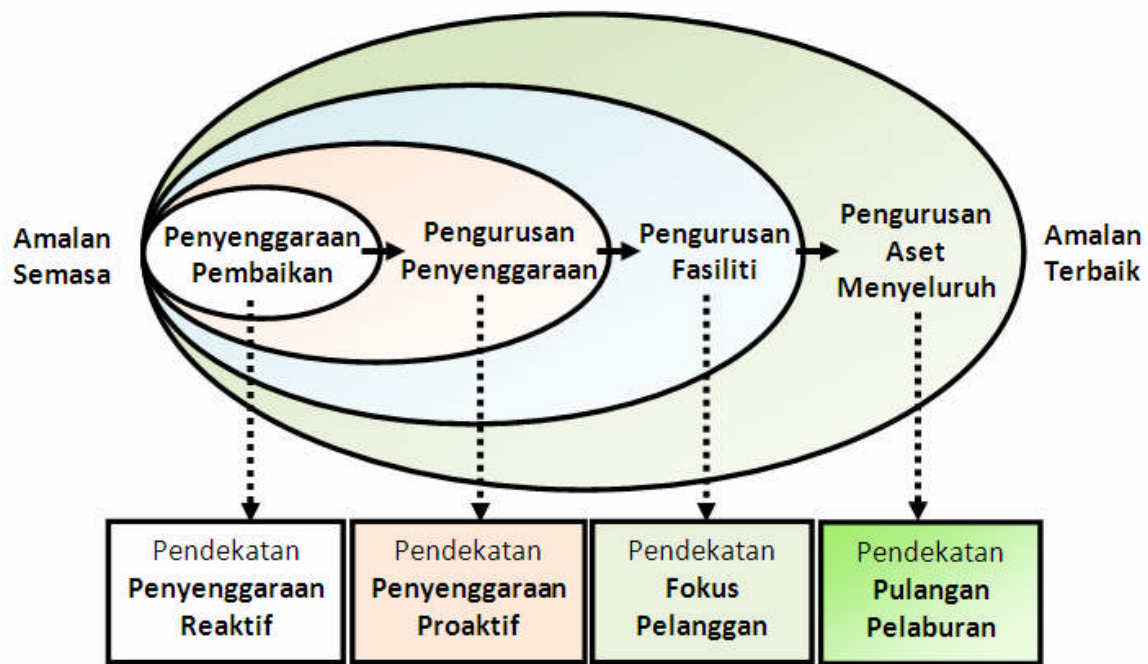 Amalan
Semasa
Penyenggaraan
Pembaikan
Pengurusan
Penyenggaraan
Pengurusan
Fasiliti
Pengurusan
Aset
Menyeluruh
Amalan
Terbaik
Pendekatan
Penyenggaraan
Reaktif
Pendekatan
Penyenggaraan
Proaktif
Pendekatan
Fokus
Pelanggan
Pendekatan
Pulangan
Pelaburan